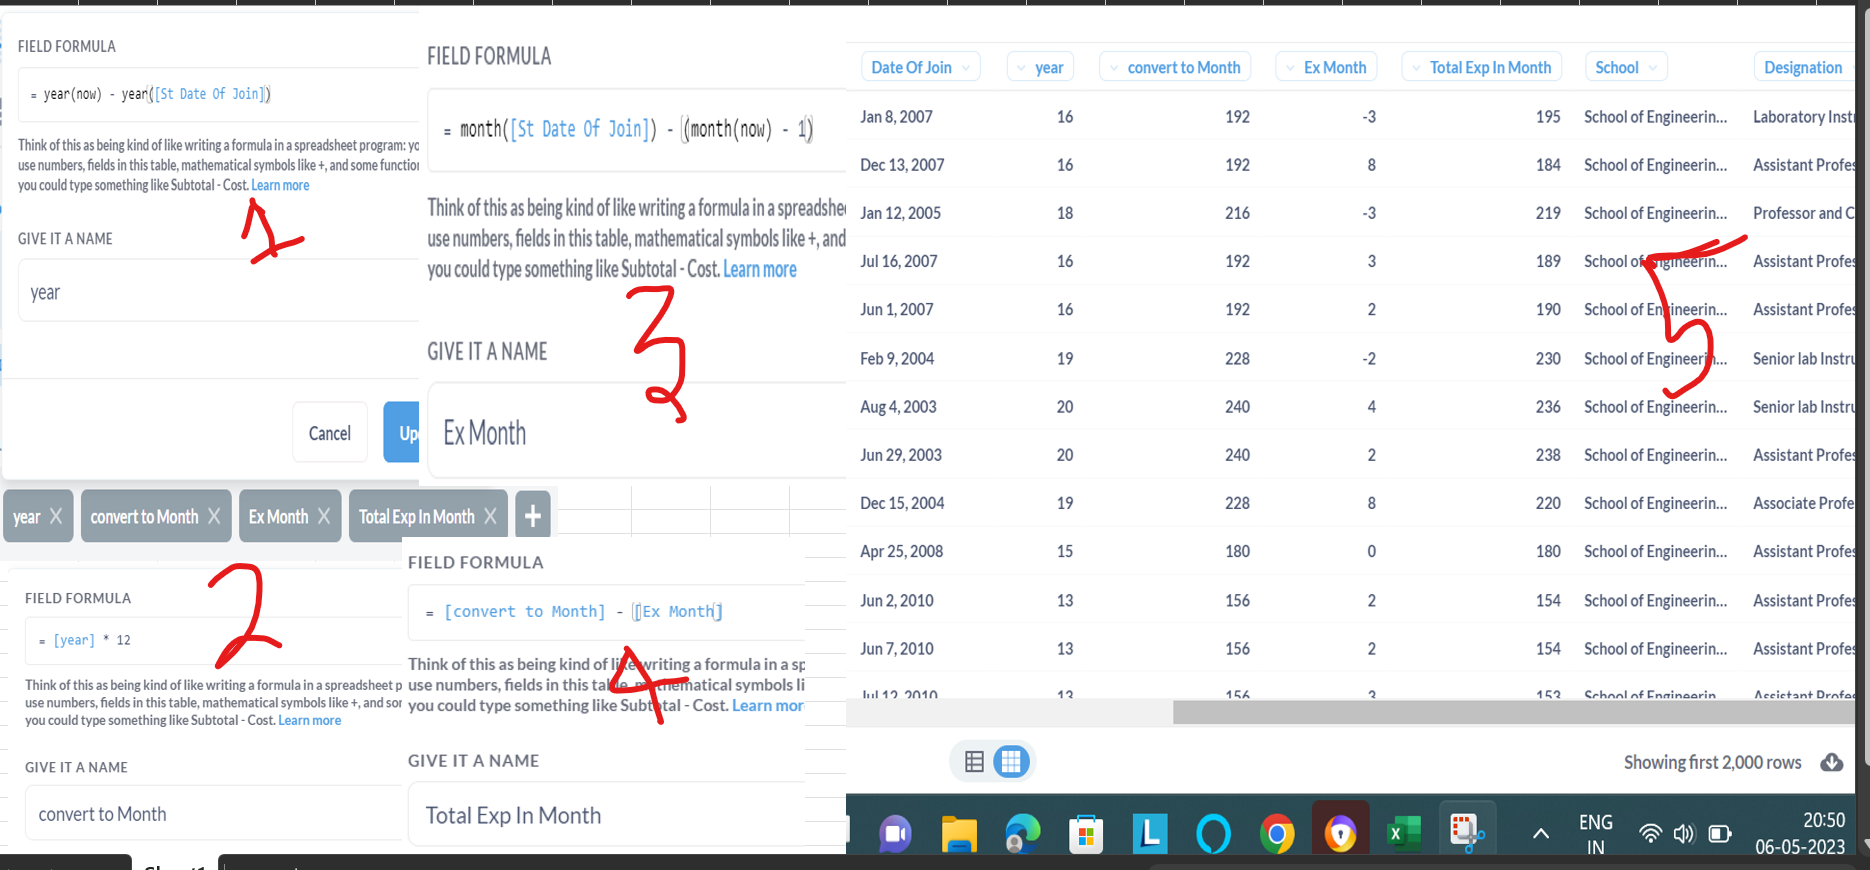 FIELD FORMULA
= year(now) - year([St Date Of Join])
Think of this as being kind of like writing a formula in a spreadsheet program: yo
use numbers, fields in this table, mathematical symbols like +, and some function
you could type something like Subtotal - Cost. Learn more
1
GIVE IT A NAME
year
Cancel
Up
FIELD FORMULA
= month([St Date Of Join]) - (month(now) - 1)
Think of this as being kind of like writing a formula in a spreadshee
use numbers, fields in this table, mathematical symbols like +, and
you could type something like Subtotal - Cost. Learn more
3
GIVE IT A NAME
Ex Month
year X convert to Month X Ex Month X Total Exp In Month X +
2
FIELD FORMULA
= [year] * 12
Think of this as being kind of like writing a formula in a spreadsheet p
use numbers, fields in this table, mathematical symbols like +, and sor
you could type something like Subtotal - Cost. Learn more
GIVE IT A NAME
convert to Month
FIELD FORMULA
= [convert to Month] - [Ex Month]
Think of this as being kind of like writing a formula in a sp
use numbers, fields in this table, mathematical symbols li
you could type something like Subtotal - Cost. Learn mor
4
GIVE IT A NAME
Total Exp In Month
Date Of Join year convert to Month Ex Month Total Exp In Month School Designation
Jan 8, 2007 16 192 -3 195 School of Engineerin... Laboratory Instr
Dec 13, 2007 16 192 8 184 School of Engineerin... Assistant Profes
Jan 12, 2005 18 216 -3 219 School of Engineerin... Professor and C
Jul 16, 2007 16 192 3 189 School of Engineerin... Assistant Profes
Jun 1, 2007 16 192 2 190 School of Engineerin... Assistant Profes
5
Feb 9, 2004 19 228 -2 230 School of Engineerin... Senior lab Instru
Aug 4, 2003 20 240 4 236 School of Engineerin... Senior lab Instru
Jun 29, 2003 20 240 2 238 School of Engineerin... Assistant Profes
Dec 15, 2004 19 228 8 220 School of Engineerin... Associate Profe
Apr 25, 2008 15 180 0 180 School of Engineerin... Assistant Profes
Jun 2, 2010 13 156 2 154 School of Engineerin... Assistant Profes
Jun 7, 2010 13 156 2 154 School of Engineerin... Assistant Profes
Jul 12, 2010 13 156 3 153 School of Engineerin... Assistant Profes
Showing first 2,000 rows
ENG
IN
20:50
06-05-2023